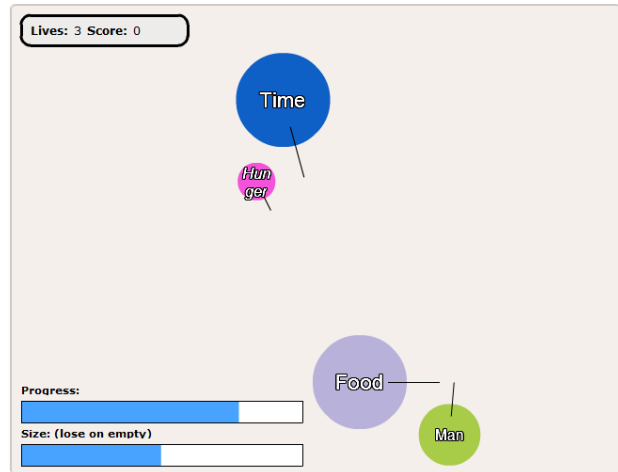 Lives: 3 Score: 0
Time
Hun
ger
Food
Man
Progress:
Size: (lose on empty)